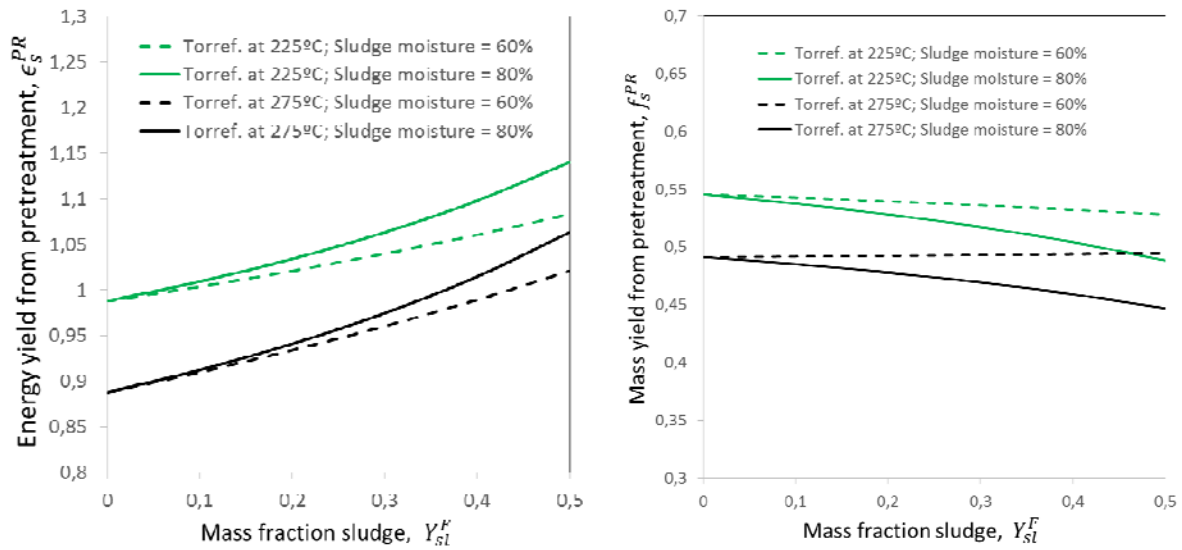 1,3
1,25
1,2
1,15
1,1
1,05
1
0,95
0,9
0,85
0,8
Energy yield from pretreatment, ϵ_s^PR
Torref. at 225ºC; Sludge moisture = 60%
Torref. at 225ºC; Sludge moisture = 80%
Torref. at 275ºC; Sludge moisture = 60%
Torref. at 275ºC; Sludge moisture = 80%
0 0,1 0,2 0,3 0,4 0,5
Mass fraction sludge, Y_sl^F
0,7
0,65
0,6
0,55
0,5
0,45
0,4
0,35
0,3
Mass yield from pretreatment, f_s^PR
Torref. at 225ºC; Sludge moisture = 60%
Torref. at 225ºC; Sludge moisture = 80%
Torref. at 275ºC; Sludge moisture = 60%
Torref. at 275ºC; Sludge moisture = 80%
0 0,1 0,2 0,3 0,4 0,5
Mass fraction sludge, Y_sl^F